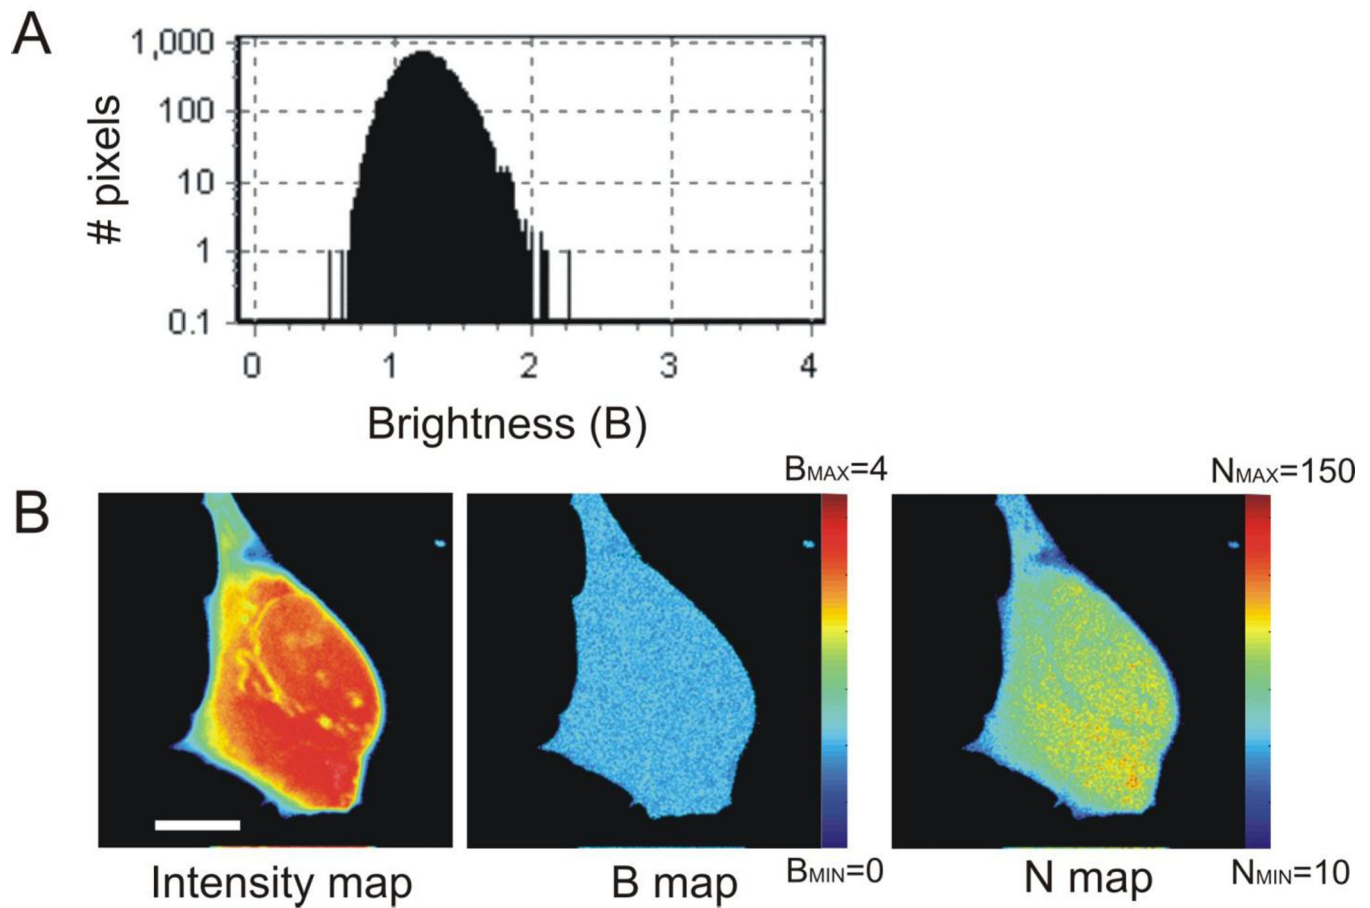 A
1,000
100
10
1
0.1
# pixels
0 1 2 3 4
Brightness (B)
B
BMAX=4
NMAX=150
BMIN=0
NMIN=10
Intensity map
B map
N map